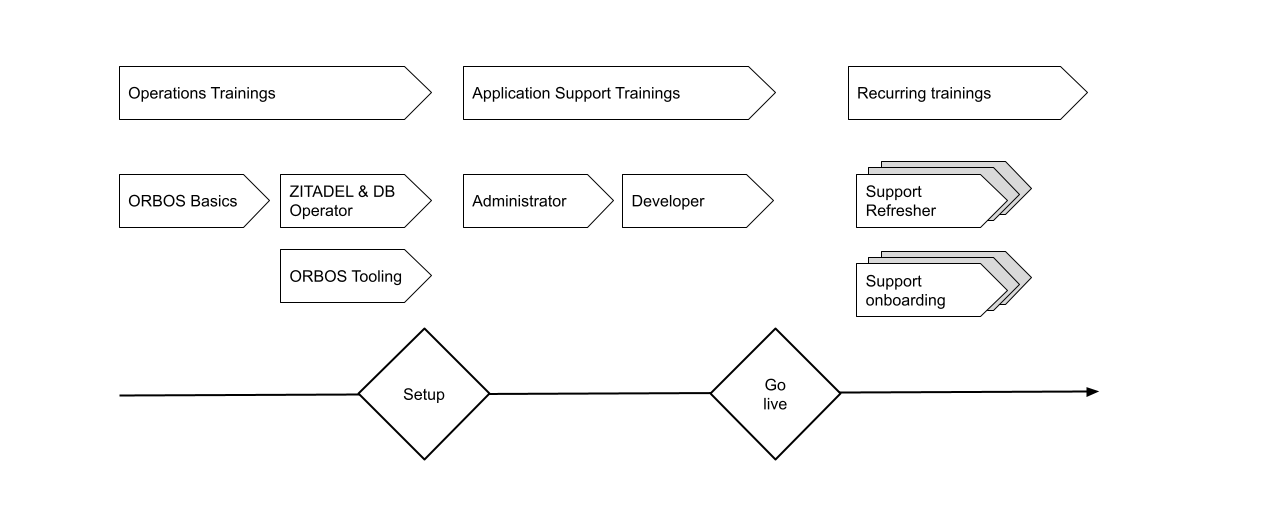 Operations Trainings
Application Support Trainings
Recurring trainings
ORBOS Basics
ZITADEL & DB
Operator
Administrator
Developer
Support
Refresher
ORBOS Tooling
Support
onboarding
Setup
Go
live